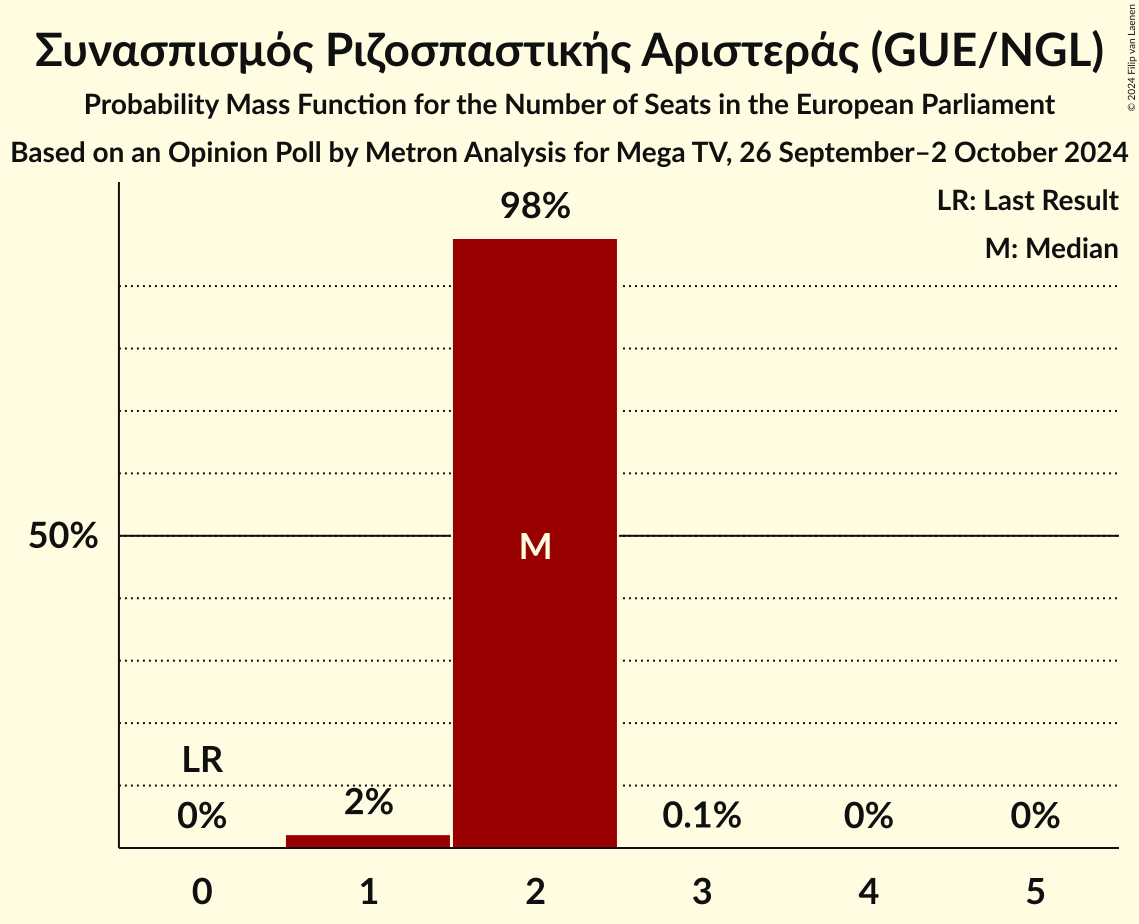 Συνασπισμός Ριζοσπαστικής Αριστεράς (GUE/NGL)
Probability Mass Function for the Number of Seats in the European Parliament
Based on an Opinion Poll by Metron Analysis for Mega TV, 26 September–2 October 2024
© 2024 Filip van Laenen
LR: Last Result
M: Median
98%
50%
M
LR
0%
2%
0.1%
0%
0%
0 1 2 3 4 5